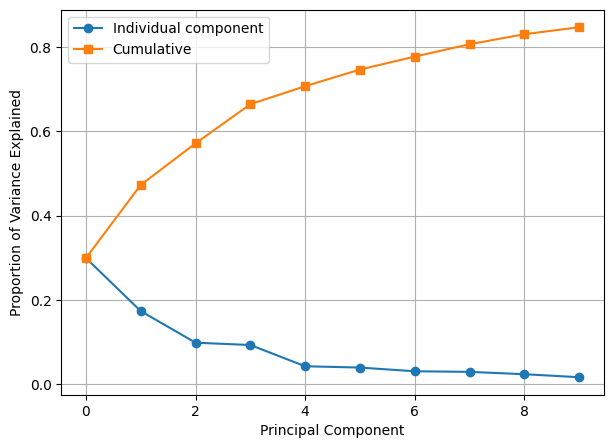 Individual component
Cumulative
Proportion of Variance Explained
0.8
0.6
0.4
0.2
0.0
0 2 4 6 8
Principal Component